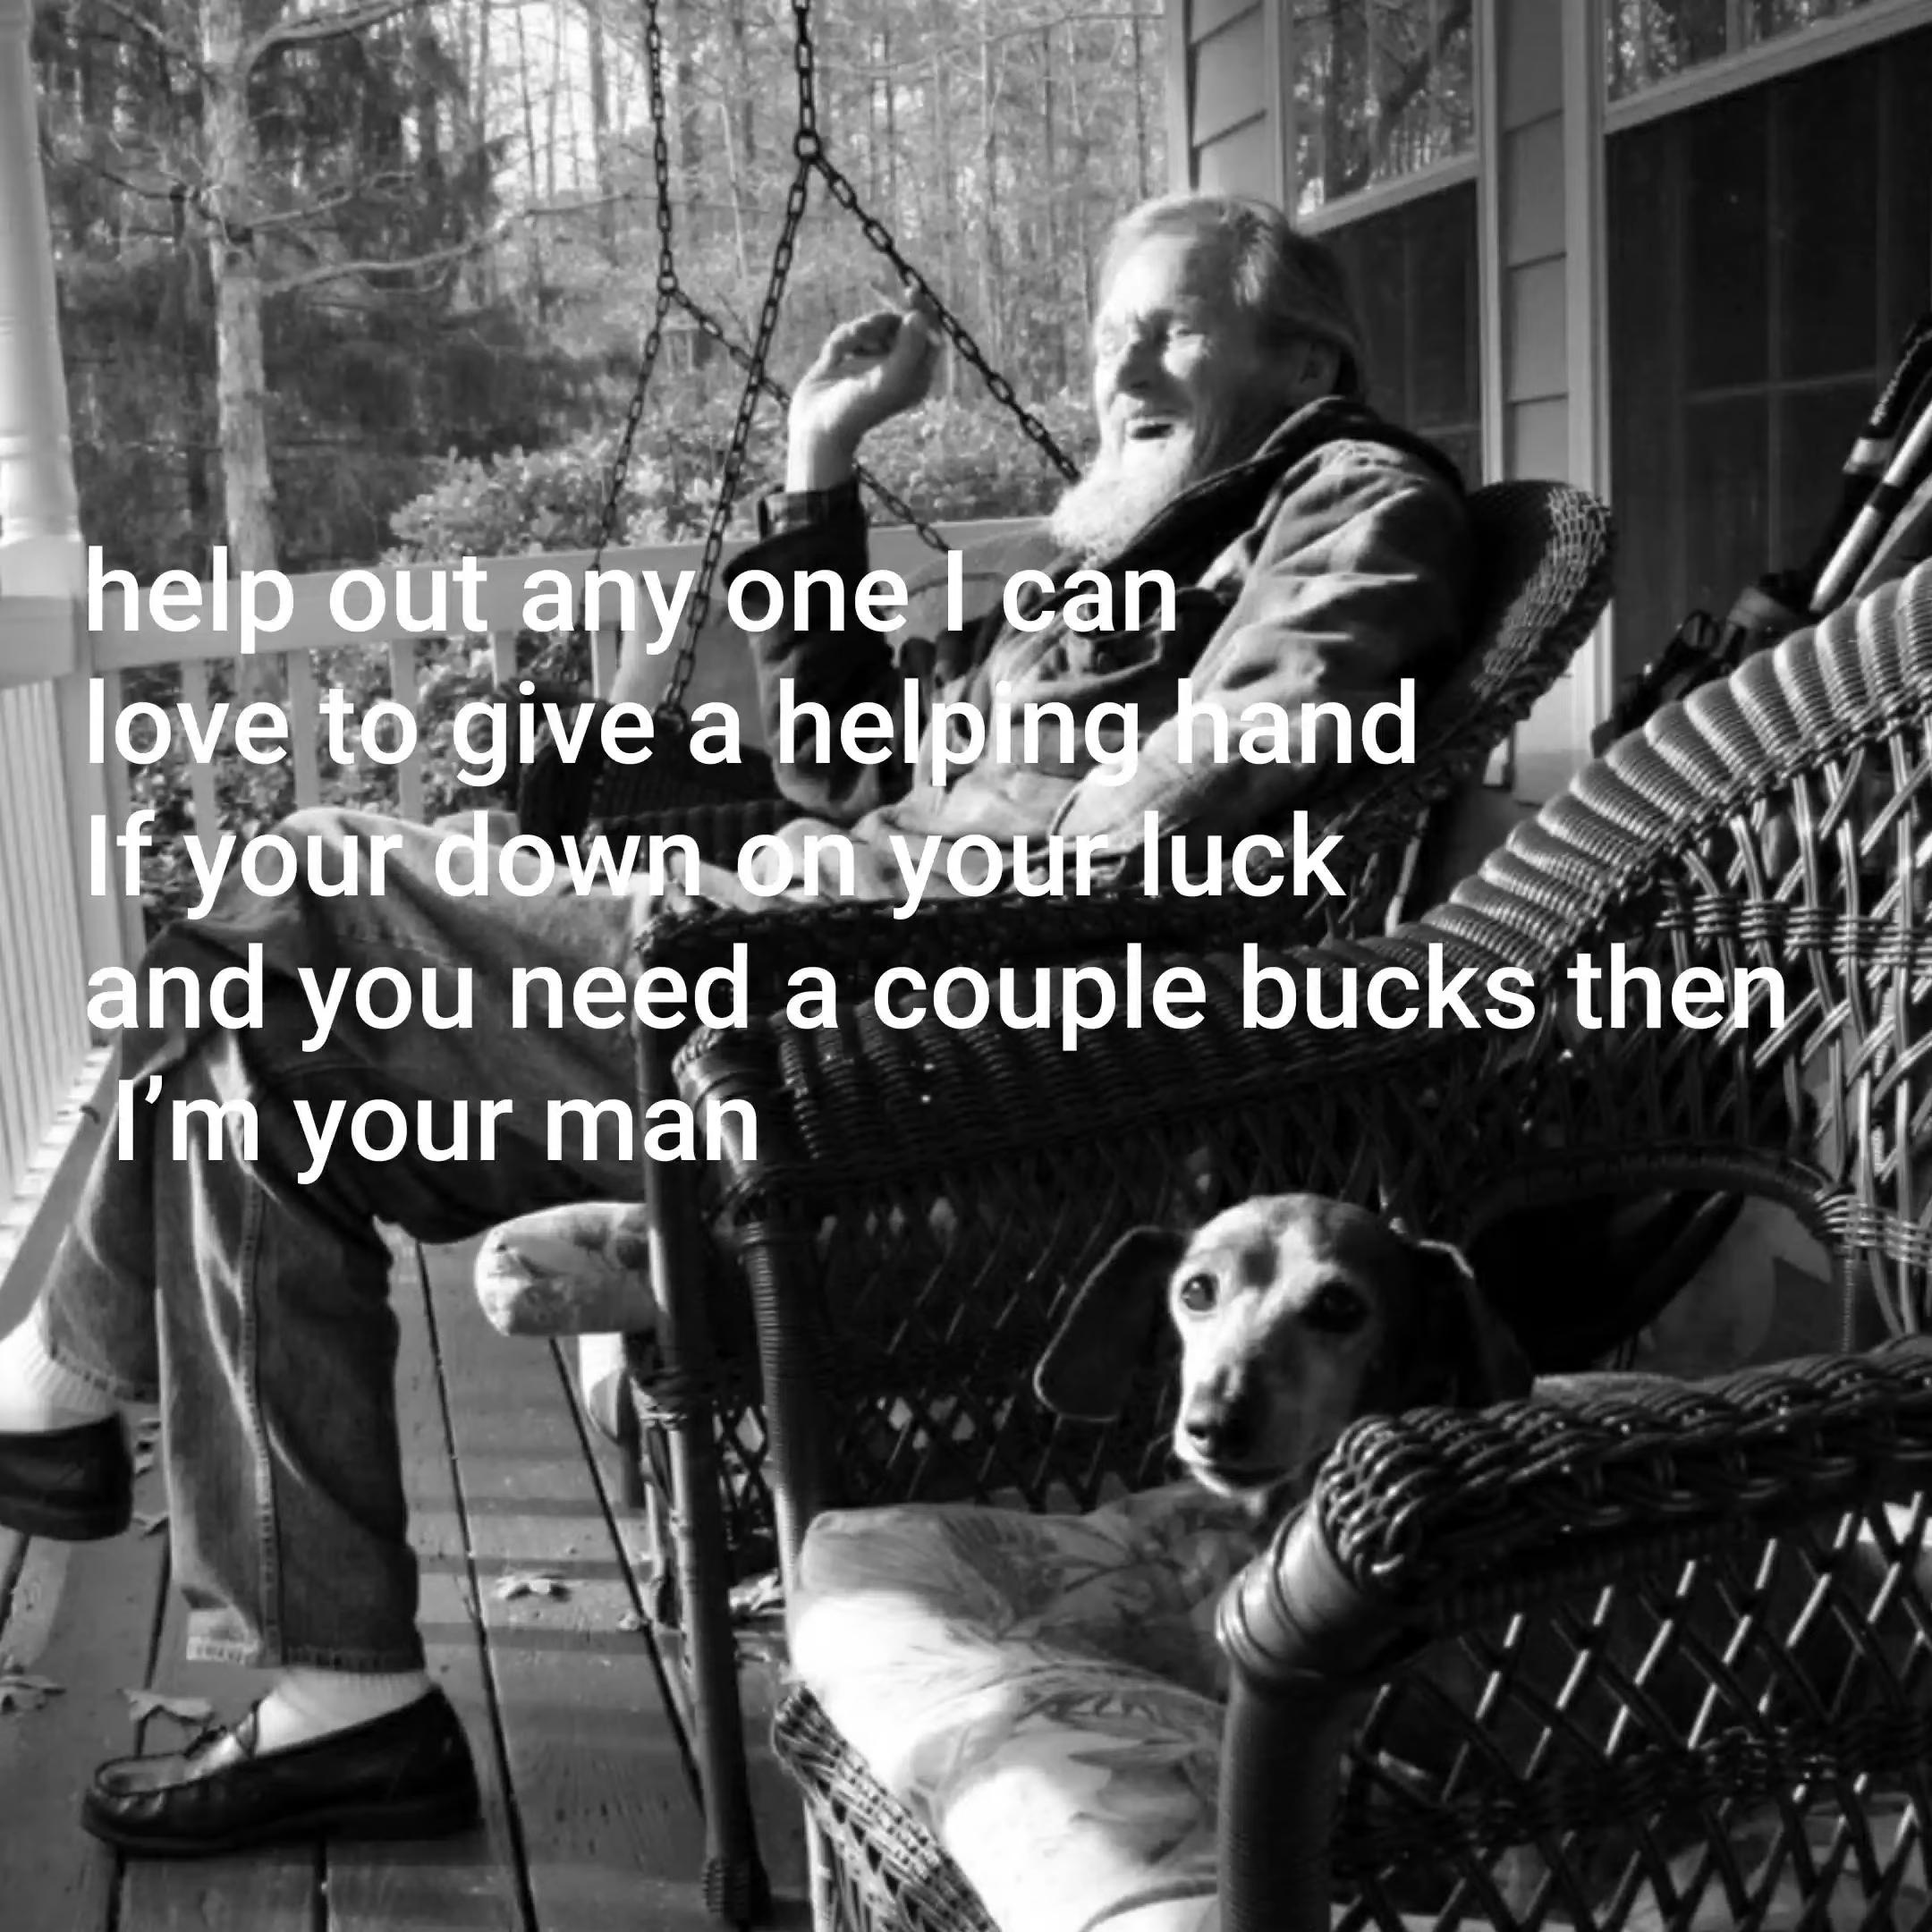 help out any one I can
love to give a helping hand
If your down on your luck
and you need a couple bucks then
I'm your man